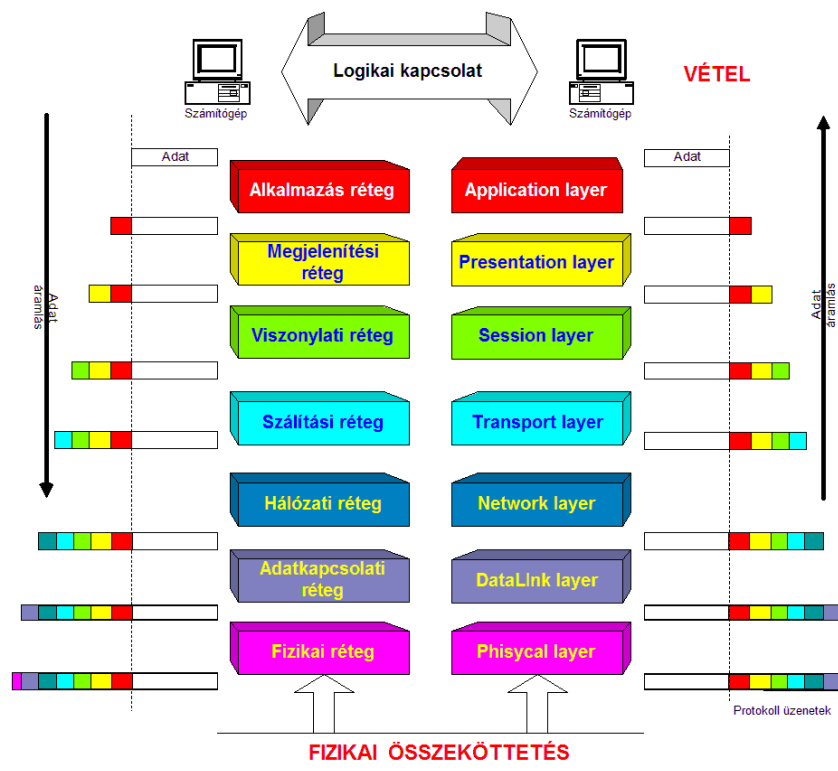 Logikai kapcsolat
VÉTEL
Számítógép
Számítógép
Adat
Adat
Alkalmazás réteg
Application layer
Megjelenítési
réteg
Presentation layer
Adat
áramlás
Adat
áramlás
Viszonylati réteg
Session layer
Szálítási réteg
Transport layer
Hálózati réteg
Network layer
Adatkapcsolati
réteg
DataLInk layer
Fizikai réteg
Phisycal layer
Protokoll üzenetek
FIZIKAI ÖSSZEKÖTTETÉS